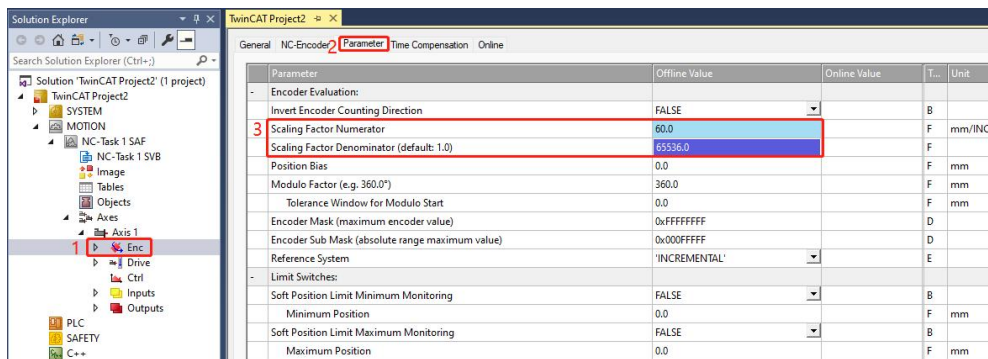 Solution Explorer
Search Solution Explorer (Ctrl+;)
Solution 'TwinCAT Project2' (1 project)
TwinCAT Project2
SYSTEM
MOTION
NC-Task 1 SAF
NC-Task 1 SVB
Image
Tables
Objects
Axes
Axis 1
1 Enc
Drive
Ctrl
Inputs
Outputs
PLC
SAFETY
C++
TwinCAT Project2
General NC-Encoder 2 Parameter Time Compensation Online
Parameter Offline Value Online Value T... Unit
- Encoder Evaluation:
Invert Encoder Counting Direction FALSE B
3 Scaling Factor Numerator 60.0 F mm/INC
Scaling Factor Denominator (default: 1.0) 65536.0 F
Position Bias 0.0 F mm
Modulo Factor (e.g. 360.0°) 360.0 F mm
Tolerance Window for Modulo Start 0.0 F mm
Encoder Mask (maximum encoder value) 0xFFFFFFFF D
Encoder Sub Mask (absolute range maximum value) 0x000FFFFF D
Reference System 'INCREMENTAL' E
- Limit Switches:
Soft Position Limit Minimum Monitoring FALSE B
Minimum Position 0.0 F mm
Soft Position Limit Maximum Monitoring FALSE B
Maximum Position 0.0 F mm